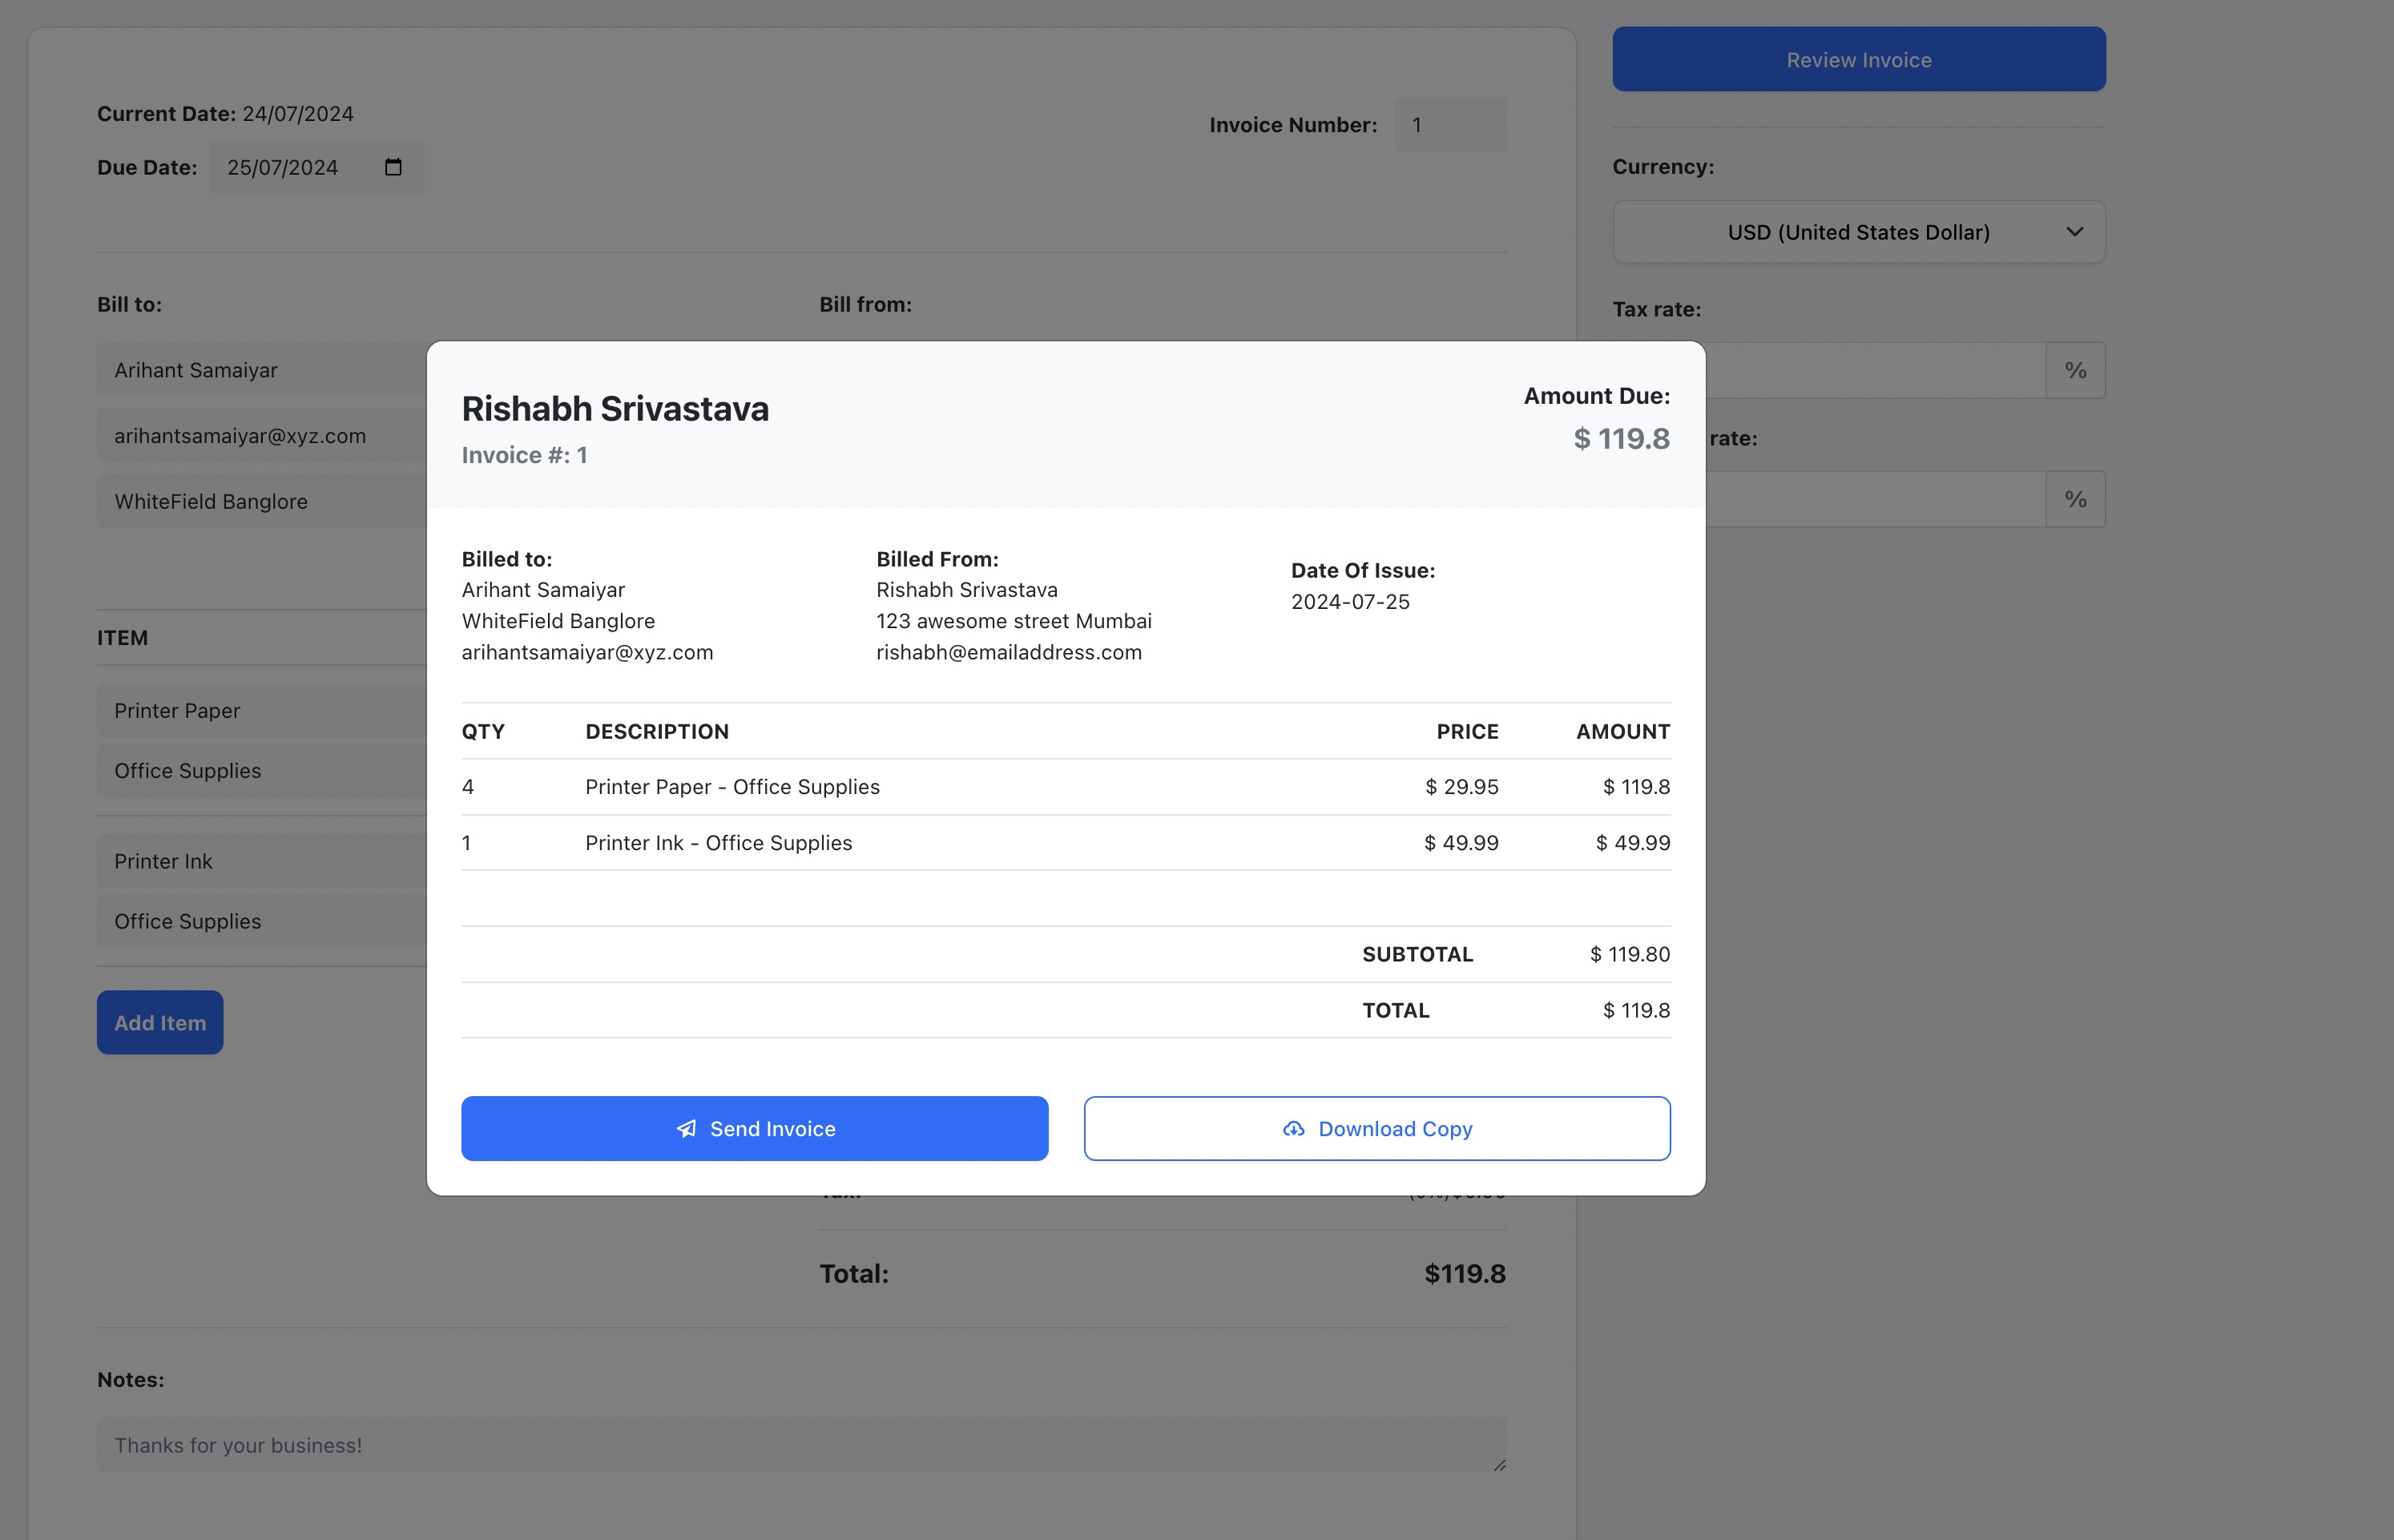 Review Invoice
Current Date: 24/07/2024
Invoice Number: 1
Due Date: 25/07/2024
Currency:
USD (United States Dollar)
Bill to:
Bill from:
Tax rate:
Arihant Samaiyar
%
arihantsamaiyar@xyz.com
rate:
WhiteField Banglore
%
ITEM
Printer Paper
Office Supplies
Printer Ink
Office Supplies
Add Item
Rishabh Srivastava
Invoice #: 1
Amount Due:
$ 119.8
Billed to:
Arihant Samaiyar
WhiteField Banglore
arihantsamaiyar@xyz.com
Billed From:
Rishabh Srivastava
123 awesome street Mumbai
rishabh@emailaddress.com
Date Of Issue:
2024-07-25
QTY DESCRIPTION PRICE AMOUNT
4 Printer Paper - Office Supplies $ 29.95 $ 119.8
1 Printer Ink - Office Supplies $ 49.99 $ 49.99
SUBTOTAL $ 119.80
TOTAL $ 119.8
Send Invoice
Download Copy
Total: $119.8
Notes:
Thanks for your business!